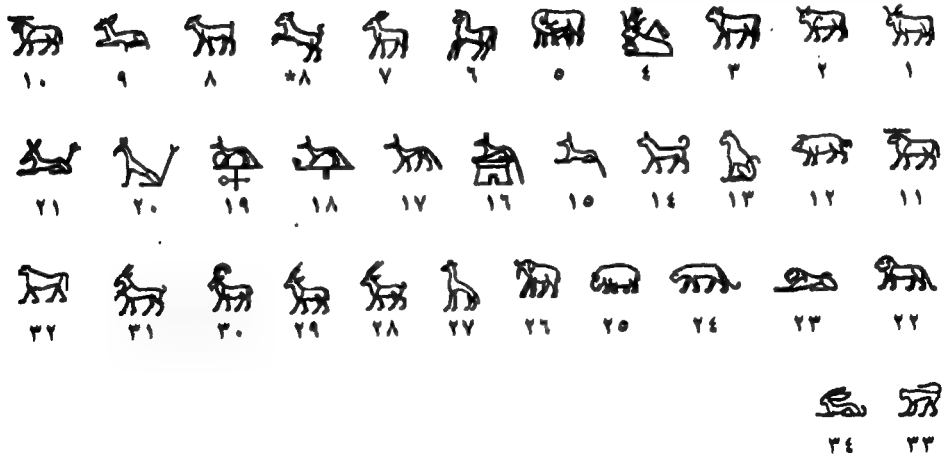 ١ ٢ ٣ ٤ ٥ ٦ ٧ ٨* ٨ ٩ ١٠
١١ ١٢ ١٣ ١٤ ١٥ ١٦ ١٧ ١٨ ١٩ ٢٠ ٢١
٢٢ ٢٣ ٢٤ ٢٥ ٢٦ ٢٧ ٢٨ ٢٩ ٣٠ ٣١ ٣٢
٣٣ ٣٤